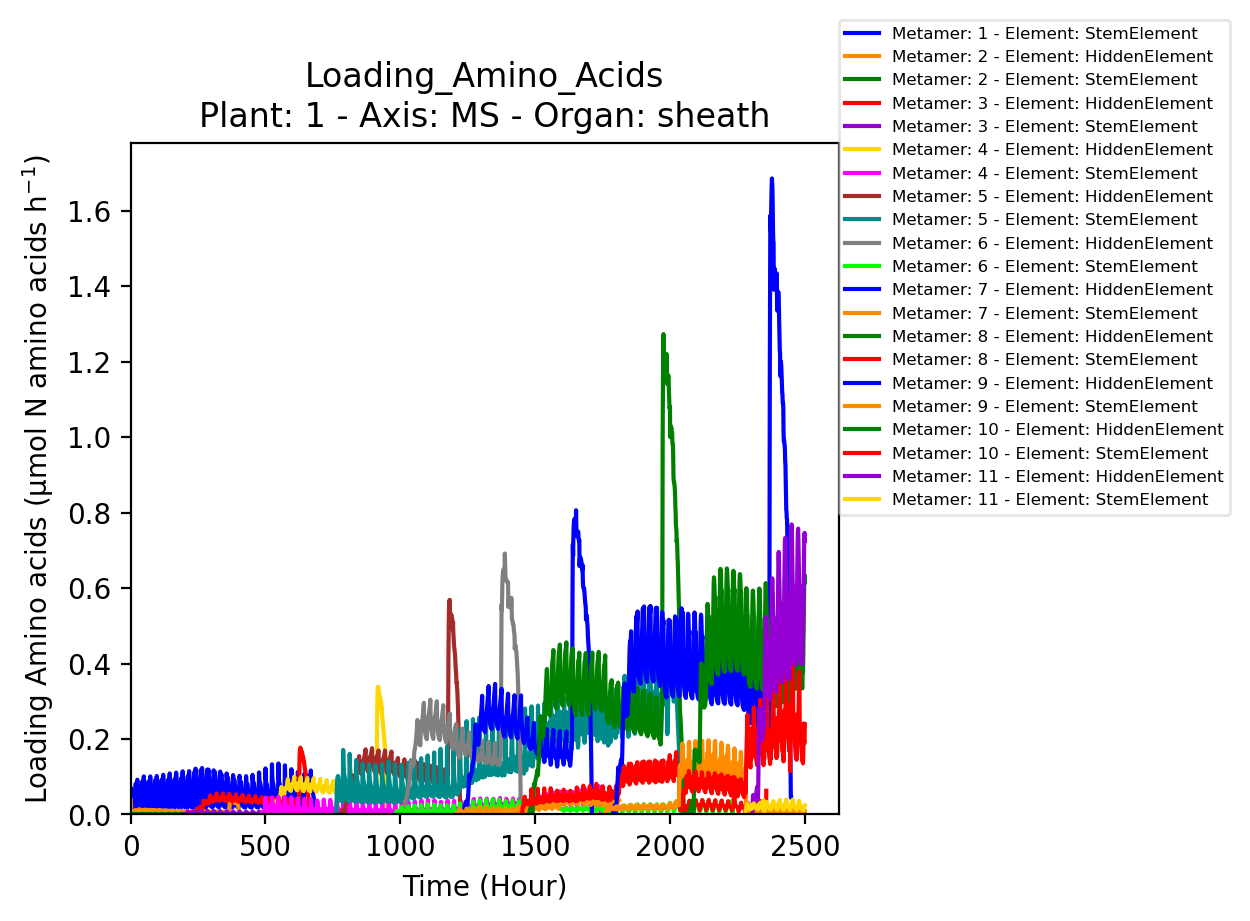 Loading_Amino_Acids
Plant: 1 - Axis: MS - Organ: sheath
Loading Amino acids (µmol N amino acids h⁻¹)
1.6
1.4
1.2
1.0
0.8
0.6
0.4
0.2
0.0
0
500
1000
1500
2000
2500
Time (Hour)
Metamer: 1 - Element: StemElement
Metamer: 2 - Element: HiddenElement
Metamer: 2 - Element: StemElement
Metamer: 3 - Element: HiddenElement
Metamer: 3 - Element: StemElement
Metamer: 4 - Element: HiddenElement
Metamer: 4 - Element: StemElement
Metamer: 5 - Element: HiddenElement
Metamer: 5 - Element: StemElement
Metamer: 6 - Element: HiddenElement
Metamer: 6 - Element: StemElement
Metamer: 7 - Element: HiddenElement
Metamer: 7 - Element: StemElement
Metamer: 8 - Element: HiddenElement
Metamer: 8 - Element: StemElement
Metamer: 9 - Element: HiddenElement
Metamer: 9 - Element: StemElement
Metamer: 10 - Element: HiddenElement
Metamer: 10 - Element: StemElement
Metamer: 11 - Element: HiddenElement
Metamer: 11 - Element: StemElement